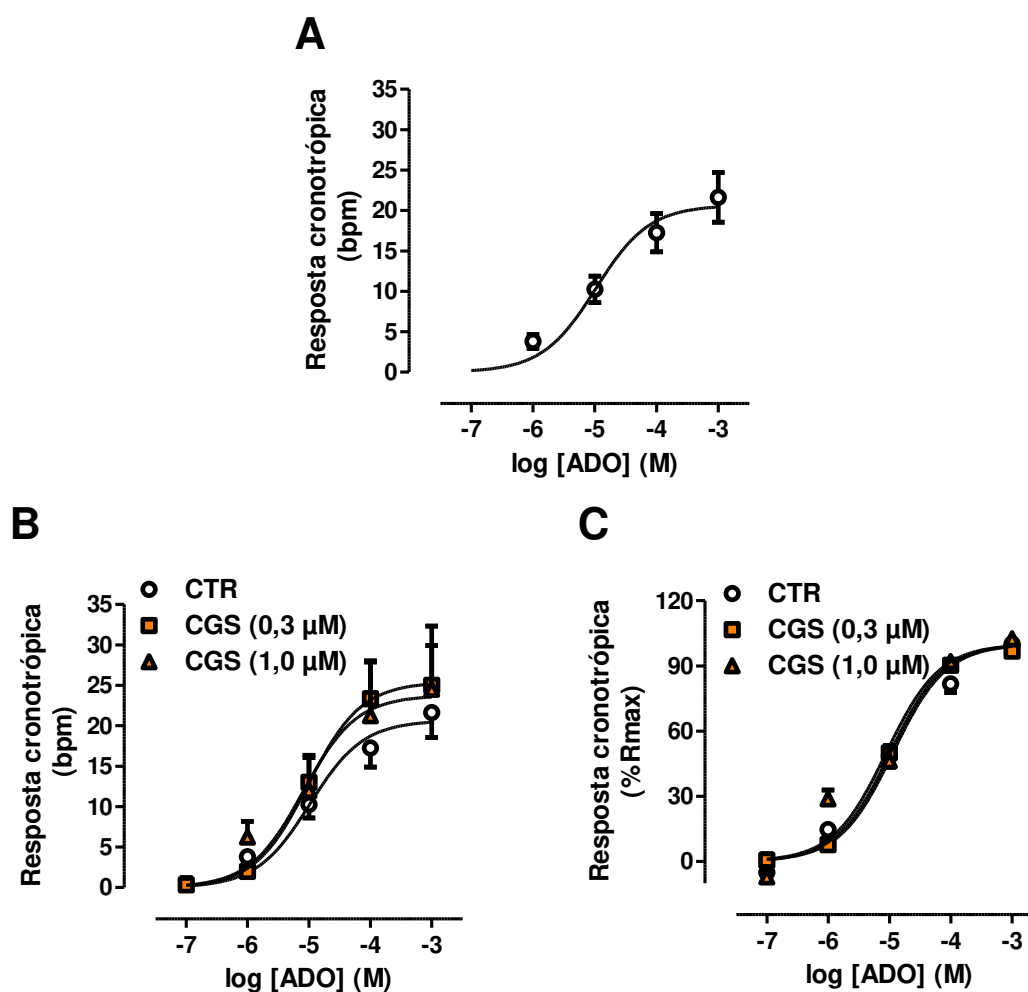 A
Resposta cronotrópica
(bpm)
35
30
25
20
15
10
5
0
-7 -6 -5 -4 -3
log [ADO] (M)
B
CTR
CGS (0,3 µM)
CGS (1,0 µM)
Resposta cronotrópica
(bpm)
35
30
25
20
15
10
5
0
-7 -6 -5 -4 -3
log [ADO] (M)
C
CTR
CGS (0,3 µM)
CGS (1,0 µM)
Resposta cronotrópica
(%Rmax)
120
90
60
30
0
-7 -6 -5 -4 -3
log [ADO] (M)